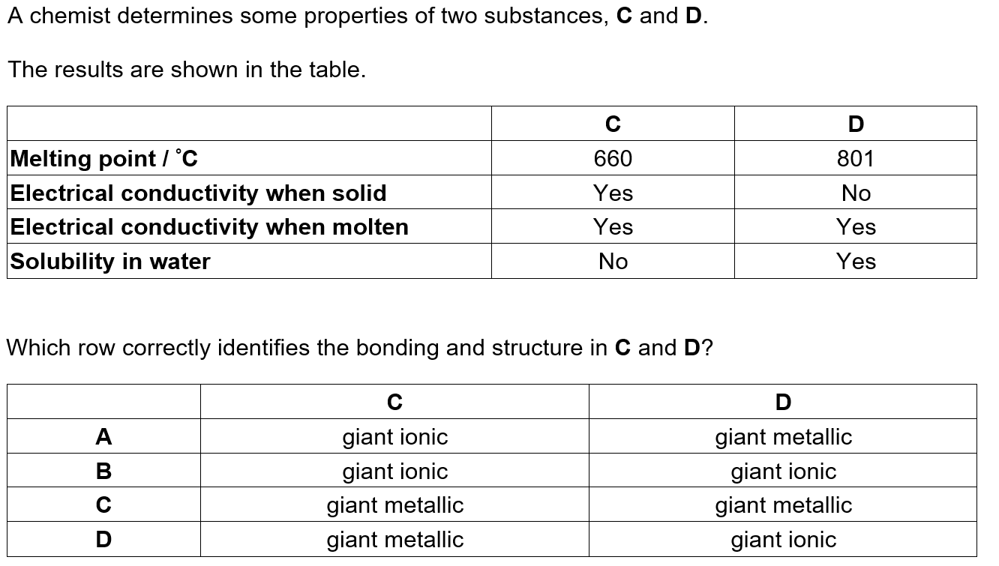 A chemist determines some properties of two substances, C and D.
The results are shown in the table.
C D
Melting point / °C 660 801
Electrical conductivity when solid Yes No
Electrical conductivity when molten Yes Yes
Solubility in water No Yes
Which row correctly identifies the bonding and structure in C and D?
C D
A giant ionic giant metallic
B giant ionic giant ionic
C giant metallic giant metallic
D giant metallic giant ionic